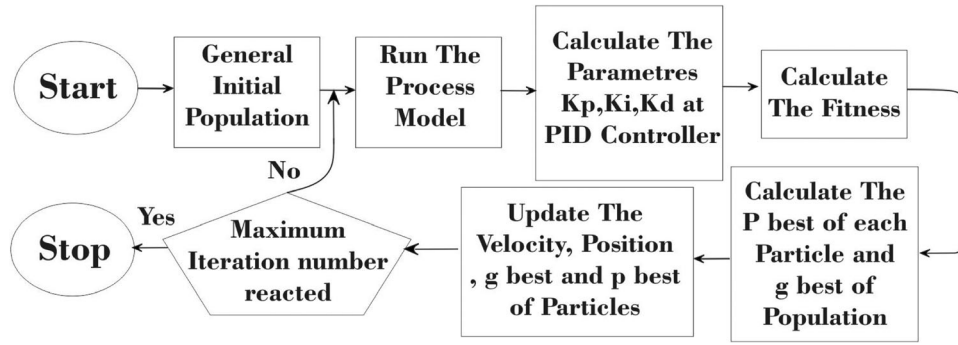 Start
General
Initial
Population
Run The
Process
Model
Calculate The
Parametres
Kp,Ki,Kd at
PID Controller
Calculate
The Fitness
Calculate The
P best of each
Particle and
g best of
Population
Update The
Velocity, Position
, g best and p best
of Particles
Maximum
Iteration number
reacted
No
Yes
Stop